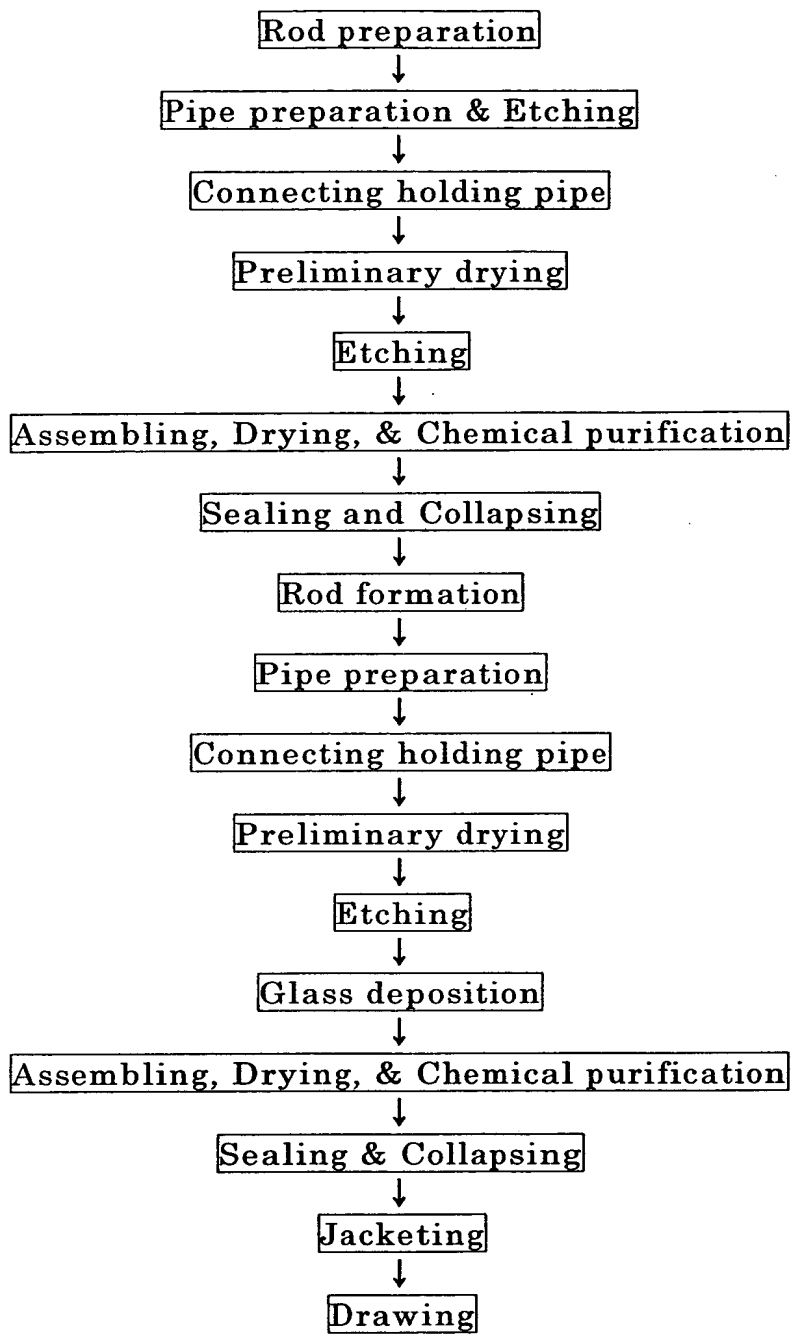 Rod preparation
Pipe preparation & Etching
Connecting holding pipe
Preliminary drying
Etching
Assembling, Drying, & Chemical purification
Sealing and Collapsing
Rod formation
Pipe preparation
Connecting holding pipe
Preliminary drying
Etching
Glass deposition
Assembling, Drying, & Chemical purification
Sealing & Collapsing
Jacketing
Drawing